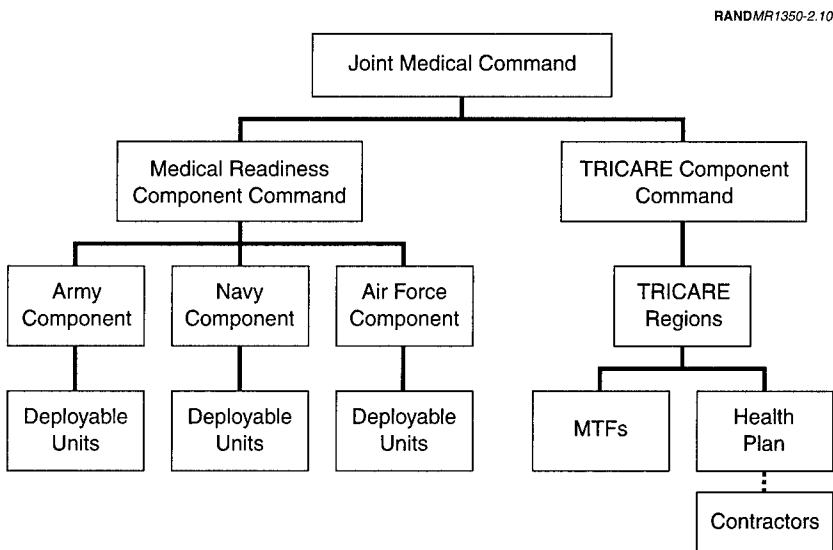 RANDMR1350-2.10
Joint Medical Command
Medical Readiness
Component Command
TRICARE Component
Command
Army
Component
Navy
Component
Air Force
Component
TRICARE
Regions
Deployable
Units
Deployable
Units
Deployable
Units
MTFs
Health
Plan
Contractors